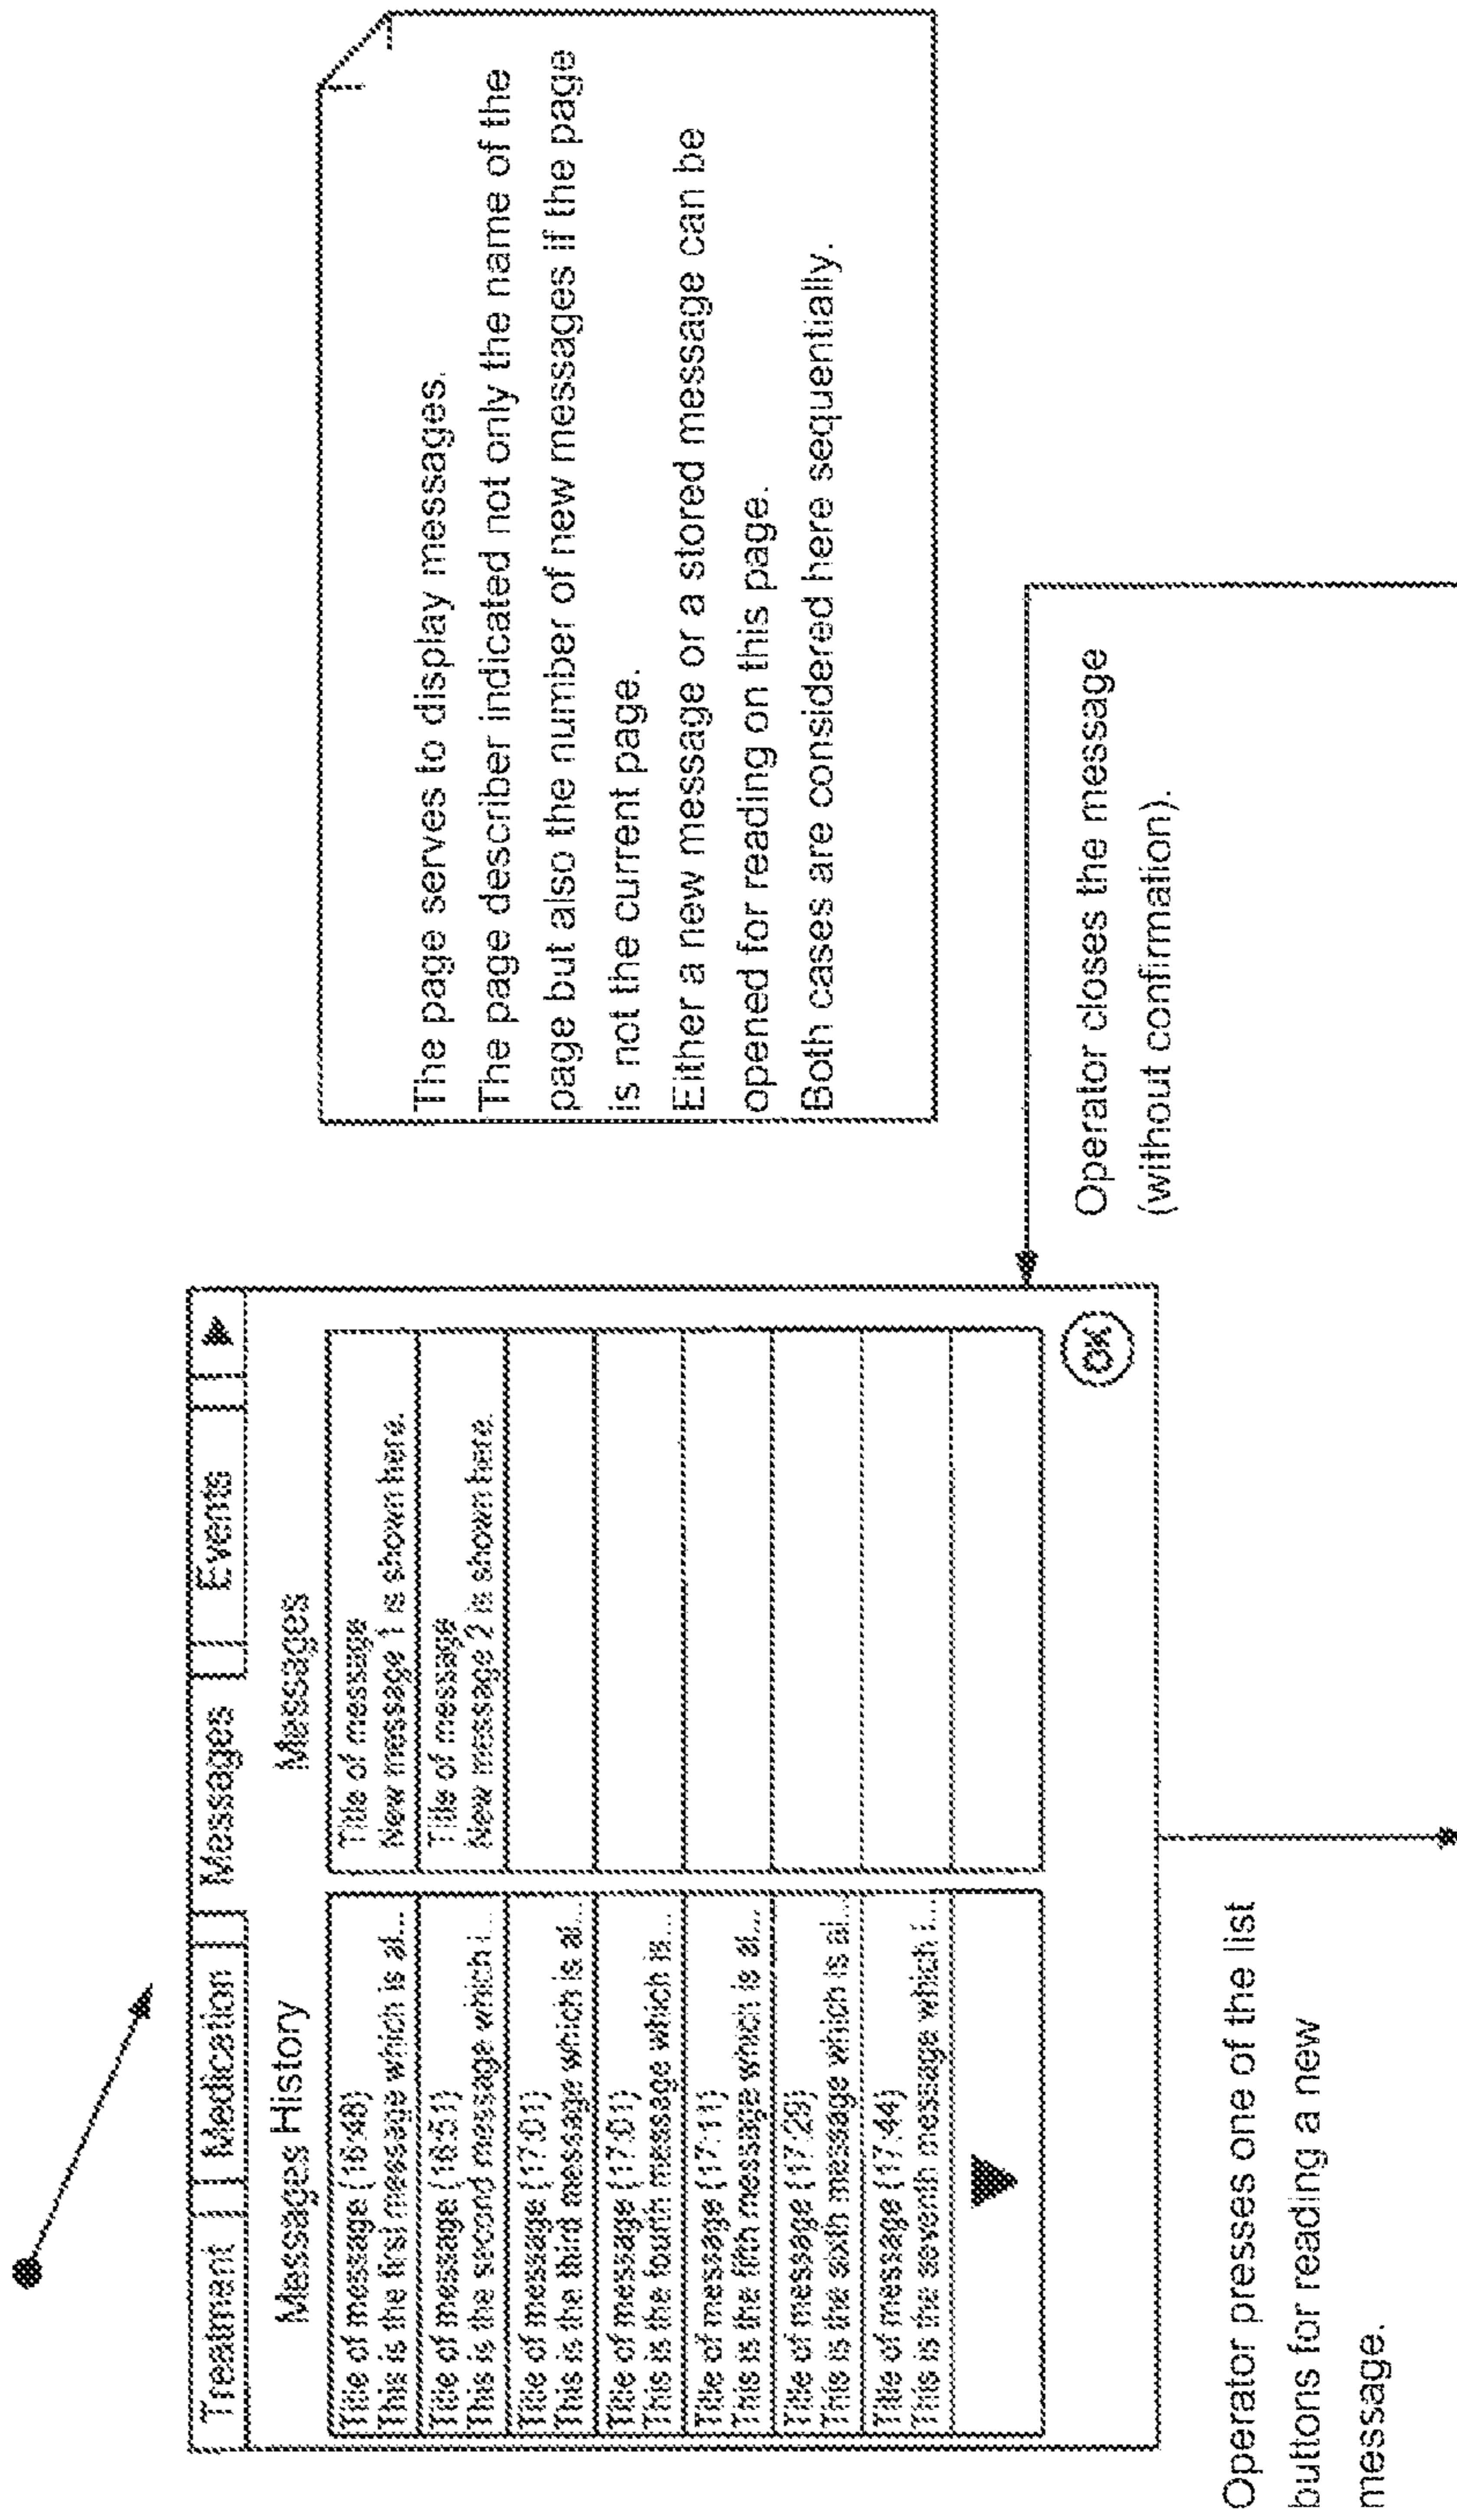 Treatment
Medication
Messages
Events
Messages History
Messages
Title of message (16:48)
This is the first message which is al...
Title of message (16:51)
This is the second message which i...
Title of message (17:01)
This is the third message which is al...
Title of message (17:01)
This is the fourth message which is...
Title of message (17:11)
This is the fifth message which is al...
Title of message (17:29)
This is the sixth message which is al...
Title of message (17:44)
This is the seventh message which i...
Title of message
New message 1 is shown here.
Title of message
New message 2 is shown here.
OK
The page serves to display messages.
The page describer indicated not only the name of the
page but also the number of new messages if the page
is not the current page.
Either a new message or a stored message can be
opened for reading on this page.
Both cases are considered here sequentially.
Operator closes the message
(without confirmation).
Operator presses one of the list
buttons for reading a new
message.